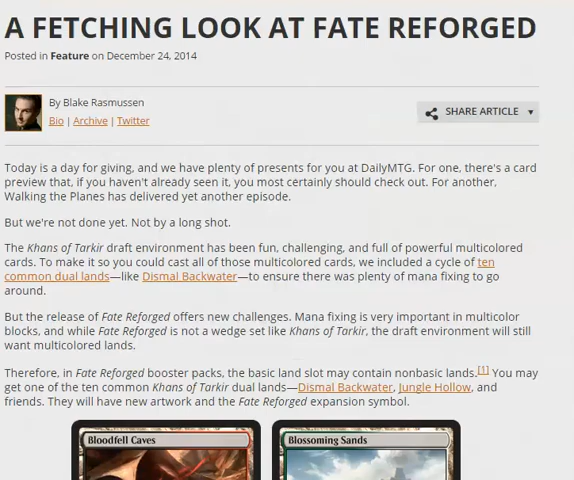 A FETCHING LOOK AT FATE REFORGED
Posted in Feature on December 24, 2014
By Blake Rasmussen
Bio | Archive | Twitter
SHARE ARTICLE
Today is a day for giving, and we have plenty of presents for you at DailyMTG. For one, there's a card
preview that, if you haven't already seen it, you most certainly should check out. For another,
Walking the Planes has delivered yet another episode.
But we're not done yet. Not by a long shot.
The Khans of Tarkir draft environment has been fun, challenging, and full of powerful multicolored
cards. To make it so you could cast all of those multicolored cards, we included a cycle of ten
common dual lands—like Dismal Backwater—to ensure there was plenty of mana fixing to go
around.
But the release of Fate Reforged offers new challenges. Mana fixing is very important in multicolor
blocks, and while Fate Reforged is not a wedge set like Khans of Tarkir, the draft environment will still
want multicolored lands.
Therefore, in Fate Reforged booster packs, the basic land slot may contain nonbasic lands.[1] You may
get one of the ten common Khans of Tarkir dual lands—Dismal Backwater, Jungle Hollow, and
friends. They will have new artwork and the Fate Reforged expansion symbol.
Bloodfell Caves
Blossoming Sands